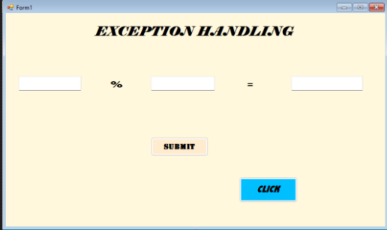 Form1
EXCEPTION HANDLING
% =
SUBMIT
CLICK